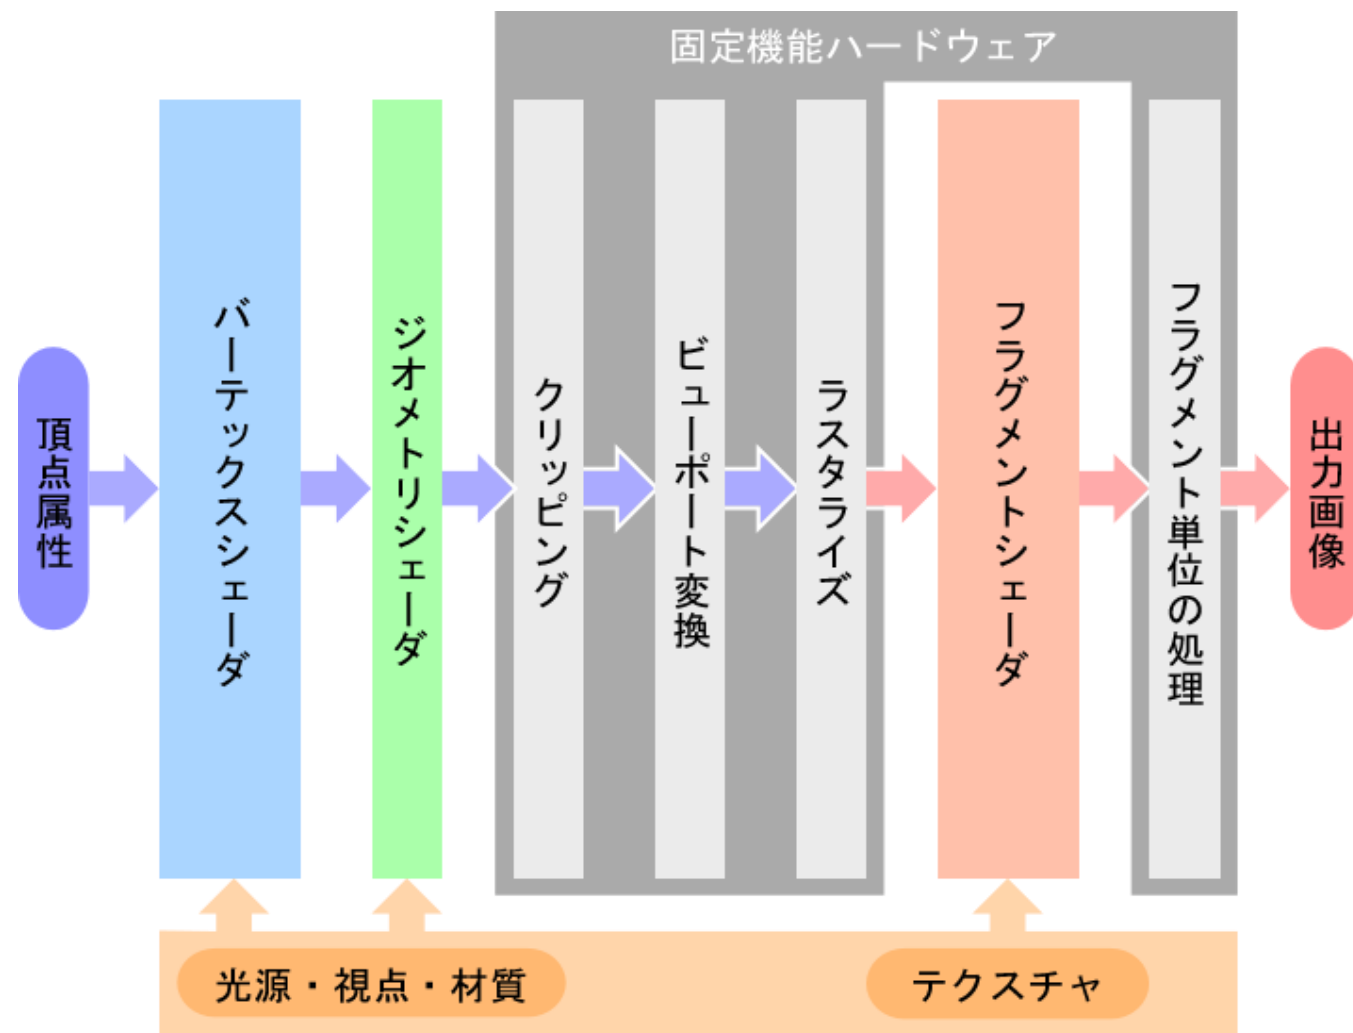 固定機能ハードウェア
頂点属性
バーテックスシェーダ
ジオメトリシェーダ
クリッピング
ビューポート変換
ラスタライズ
フラグメントシェーダ
フラグメント単位の処理
出力画像
光源・視点・材質
テクスチャ